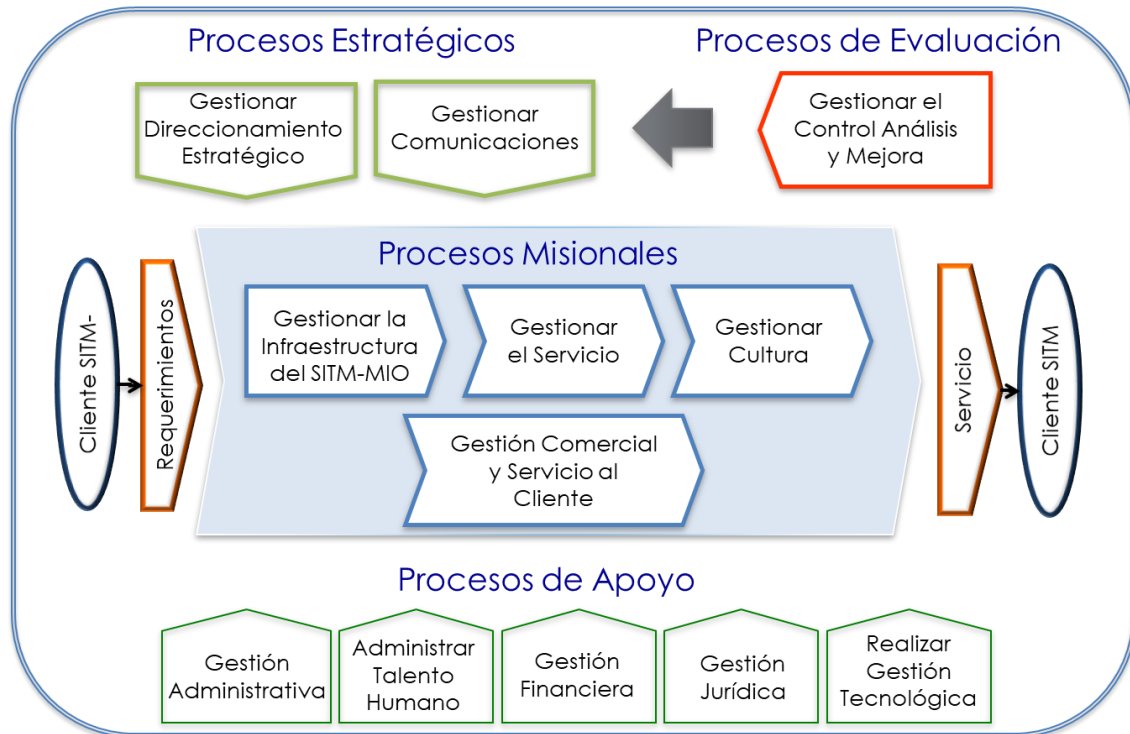 Procesos Estratégicos
Procesos de Evaluación
Gestionar
Direccionamiento
Estratégico
Gestionar
Comunicaciones
Gestionar el
Control Análisis
y Mejora
Procesos Misionales
Cliente SITM-
Requerimientos
Gestionar la
Infraestructura
del SITM-MIO
Gestionar
el Servicio
Gestionar
Cultura
Gestión Comercial
y Servicio al
Cliente
Servicio
Cliente SITM
Procesos de Apoyo
Gestión
Administrativa
Administrar
Talento
Humano
Gestión
Financiera
Gestión
Jurídica
Realizar
Gestión
Tecnológica